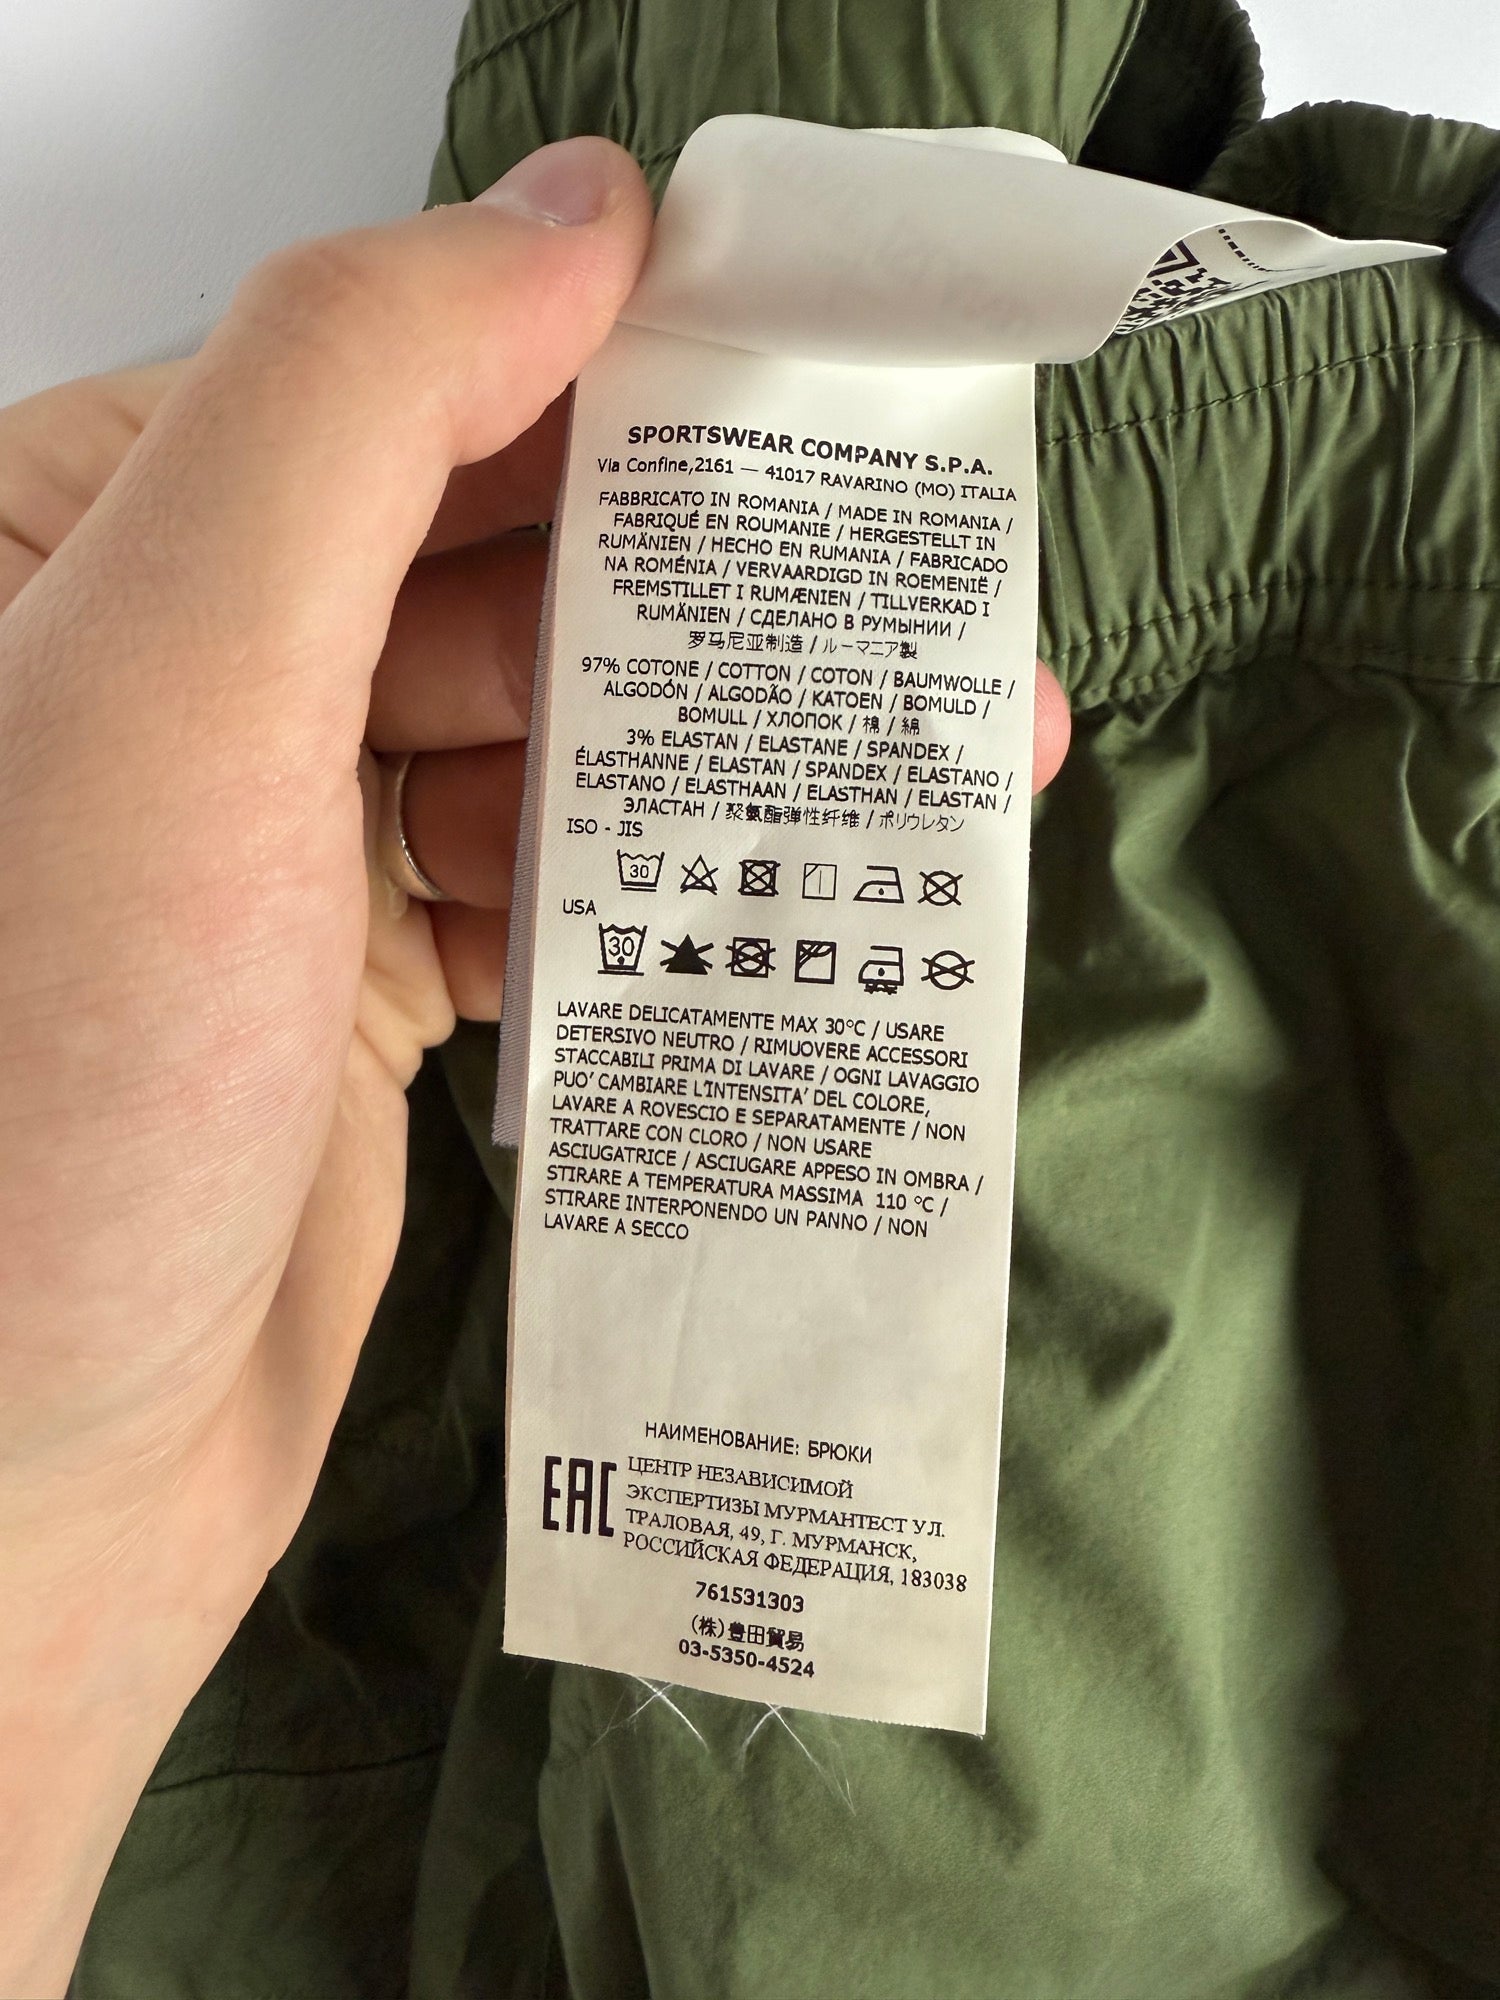 SPORTSWEAR COMPANY S.P.A.
Via Confine,2161 — 41017 RAVARINO (MO) ITALIA
FABBRICATO IN ROMANIA / MADE IN ROMANIA /
FABRIQUÉ EN ROUMANIE / HERGESTELLT IN
RUMÄNIEN / HECHO EN RUMANIA / FABRICADO
NA ROMÉNIA / VERVAARDIGD IN ROEMENIË /
FREMSTILLET I RUMÆNIEN / TILLVERKAD I
RUMÄNIEN / СДЕЛАНО В РУМЫНИИ /
罗马尼亚制造 / ルーマニア製
97% COTONE / COTTON / COTON / BAUMWOLLE /
ALGODÓN / ALGODÃO / KATOEN / BOMULD /
BOMULL / ХЛОПОК / 棉 / 綿
3% ELASTAN / ELASTANE / SPANDEX /
ÉLASTHANNE / ELASTAN / SPANDEX / ELASTANO /
ELASTANO / ELASTHAAN / ELASTHAN / ELASTAN /
ЭЛАСТАН / 聚氨酯弹性纤维 / ポリウレタン
ISO - JIS
30
USA
30
LAVARE DELICATAMENTE MAX 30°C / USARE
DETERSIVO NEUTRO / RIMUOVERE ACCESSORI
STACCABILI PRIMA DI LAVARE / OGNI LAVAGGIO
PUO' CAMBIARE L'INTENSITA' DEL COLORE,
LAVARE A ROVESCIO E SEPARATAMENTE / NON
TRATTARE CON CLORO / NON USARE
ASCIUGATRICE / ASCIUGARE APPESO IN OMBRA /
STIRARE A TEMPERATURA MASSIMA 110 °C /
STIRARE INTERPONENDO UN PANNO / NON
LAVARE A SECCO
НАИМЕНОВАНИЕ: БРЮКИ
EAC
ЦЕНТР НЕЗАВИСИМОЙ
ЭКСПЕРТИЗЫ МУРМАНТЕСТ УЛ.
ТРАЛОВАЯ, 49, Г. МУРМАНСК,
РОССИЙСКАЯ ФЕДЕРАЦИЯ, 183038
761531303
(株)豊田貿易
03-5350-4524